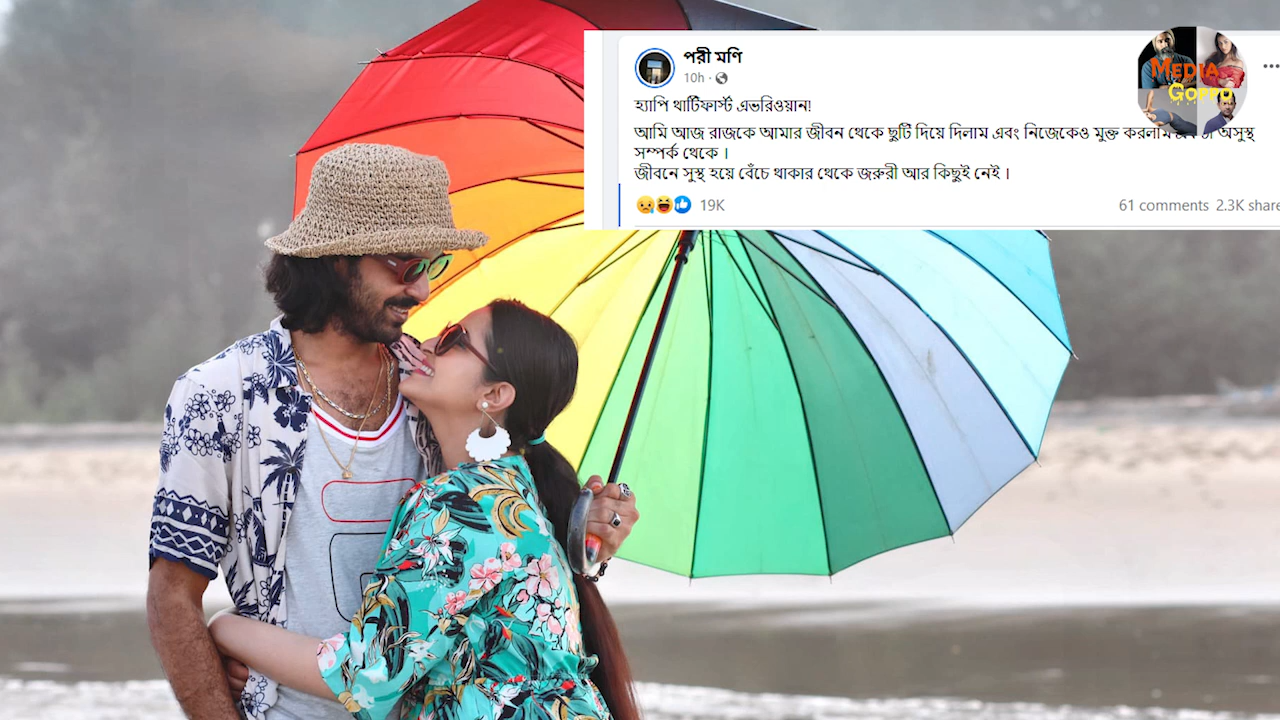 পরী মণি
10h ·
MEDIA
GOPPO
হ্যাপি থার্টিফার্স্ট এভরিওয়ান!
আমি আজ রাজকে আমার জীবন থেকে ছুটি দিয়ে দিলাম এবং নিজেকেও মুক্ত করলাম অসুস্থ
সম্পর্ক থেকে।
জীবনে সুস্থ হয়ে বেঁচে থাকার থেকে জরুরী আর কিছুই নেই।
19K
61 comments 2.3K share